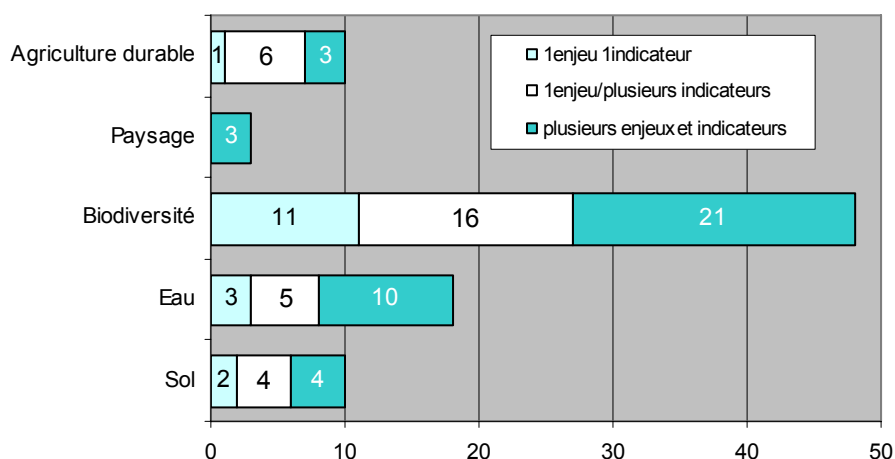 Agriculture durable 1 6 3
1enjeu 1indicateur
1enjeu/plusieurs indicateurs
plusieurs enjeux et indicateurs
Paysage 3
Biodiversité 11 16 21
Eau 3 5 10
Sol 2 4 4
0 10 20 30 40 50